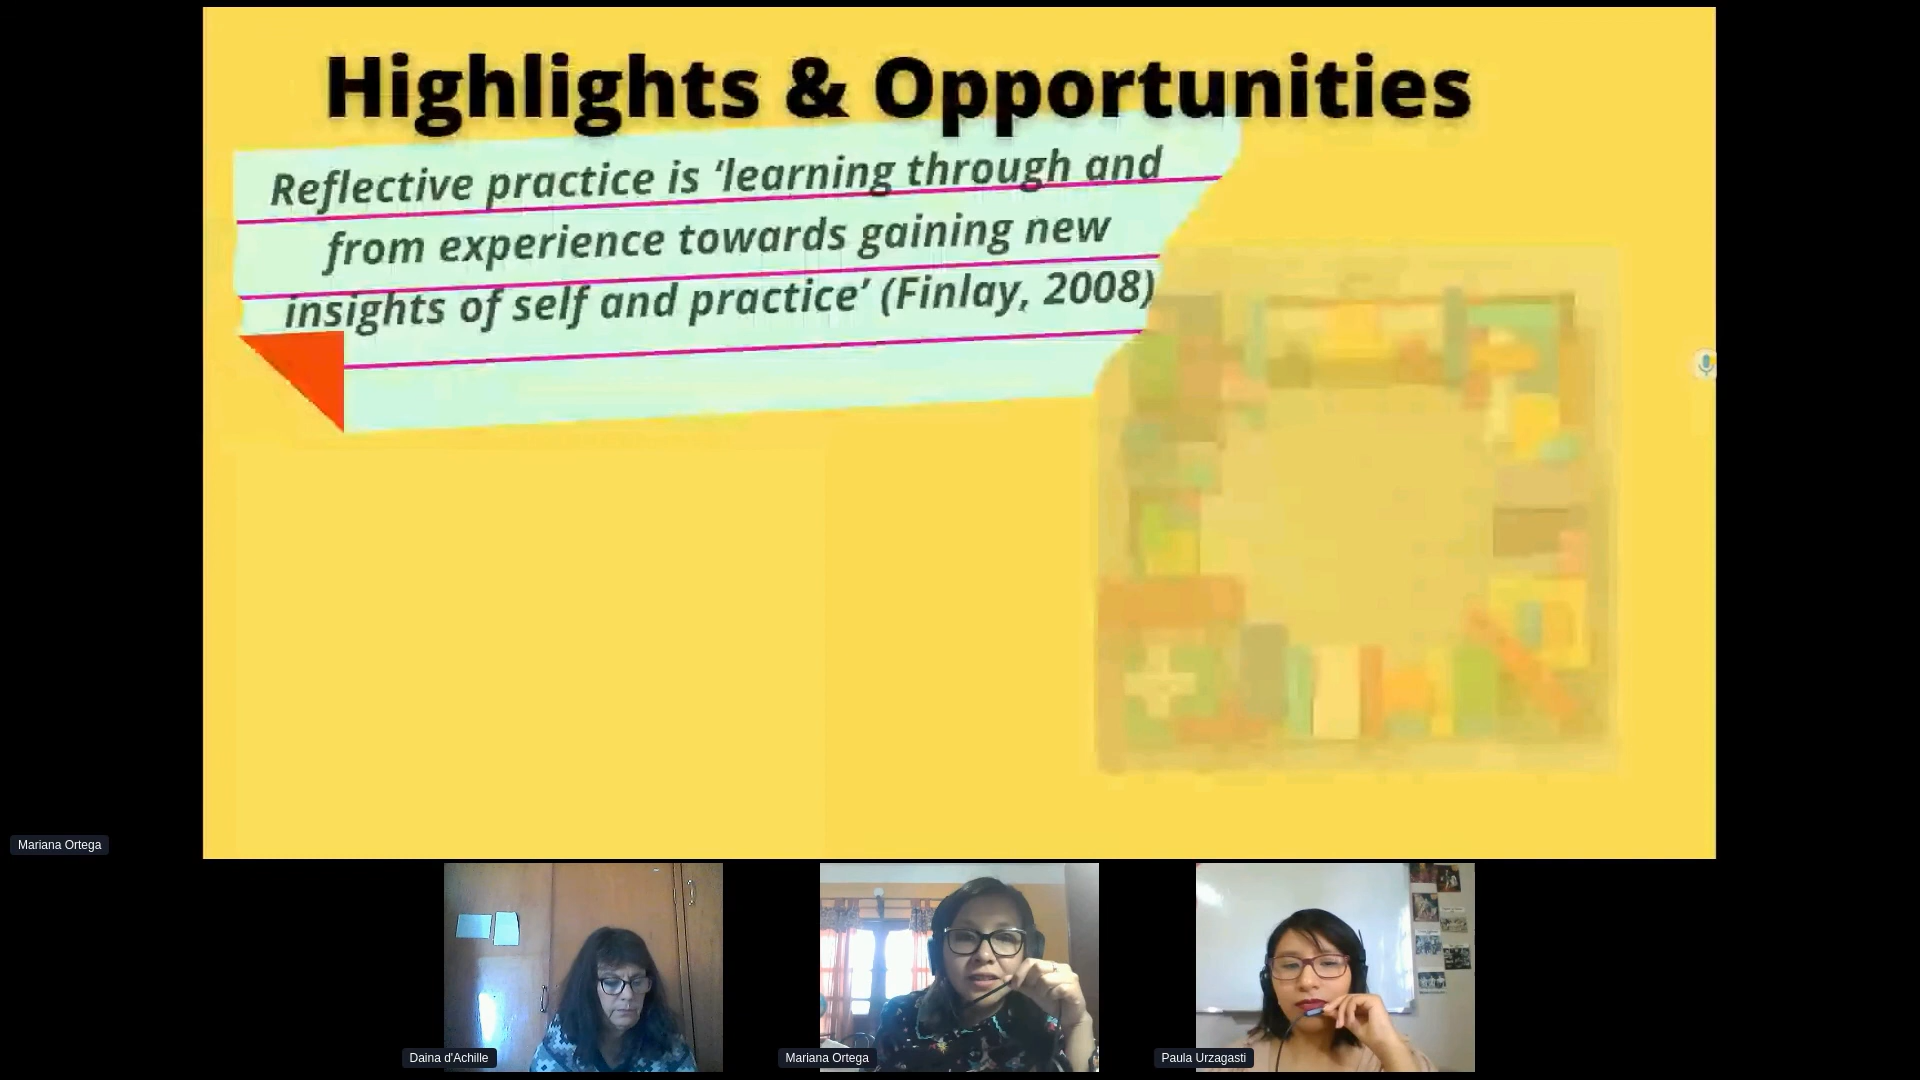 Highlights & Opportunities
Reflective practice is ‘learning through and
from experience towards gaining new
insights of self and practice’ (Finlay, 2008)
Mariana Ortega
Daina d'Achille
Mariana Ortega
Paula Urzagasti